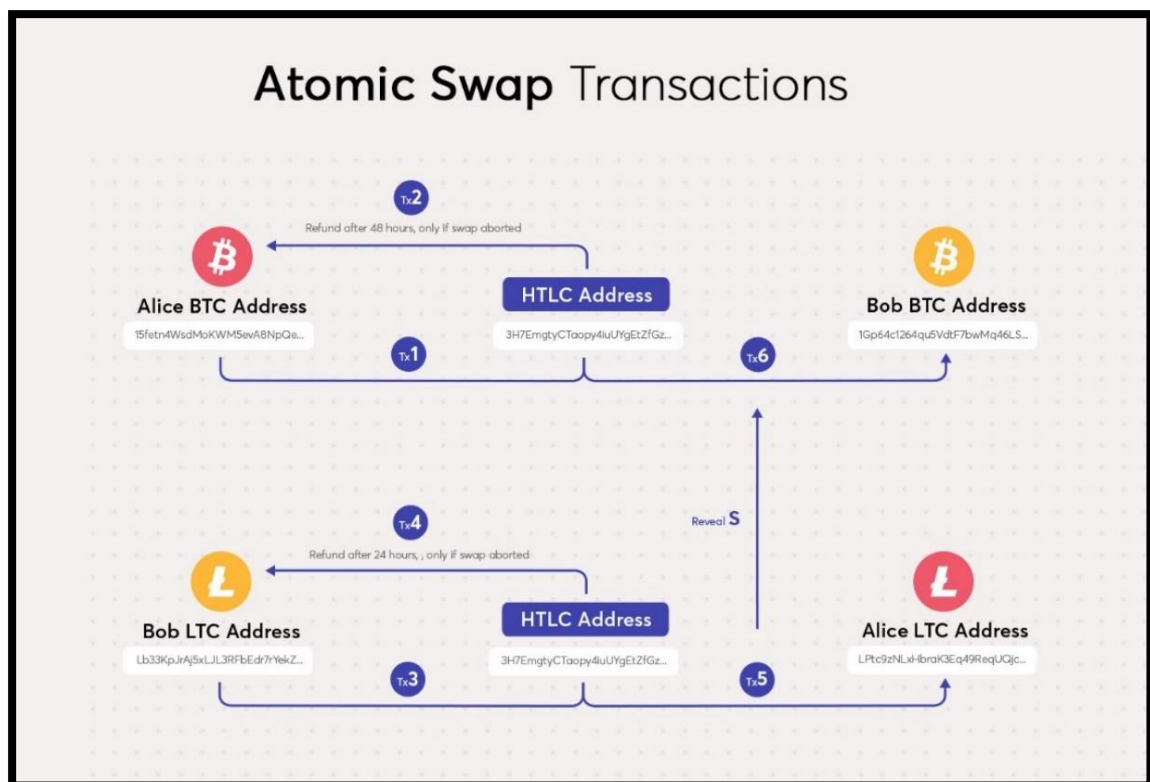 Atomic Swap Transactions
Tx2
Refund after 48 hours, only if swap aborted
Alice BTC Address
15fetn4WsdMoKWM5evA8NpQe...
HTLC Address
3H7EmgtyCTaopy4iuUYgEtZfGz...
Bob BTC Address
1Gp64c1264qu5VdtF7bwMq46LS...
Tx1
Tx6
Reveal S
Tx4
Refund after 24 hours, , only if swap aborted
Bob LTC Address
Lb33KpJrAj5xLJL3RFbEdr7rYekZ...
HTLC Address
3H7EmgtyCTaopy4iuUYgEtZfGz...
Alice LTC Address
Tx3
Tx5